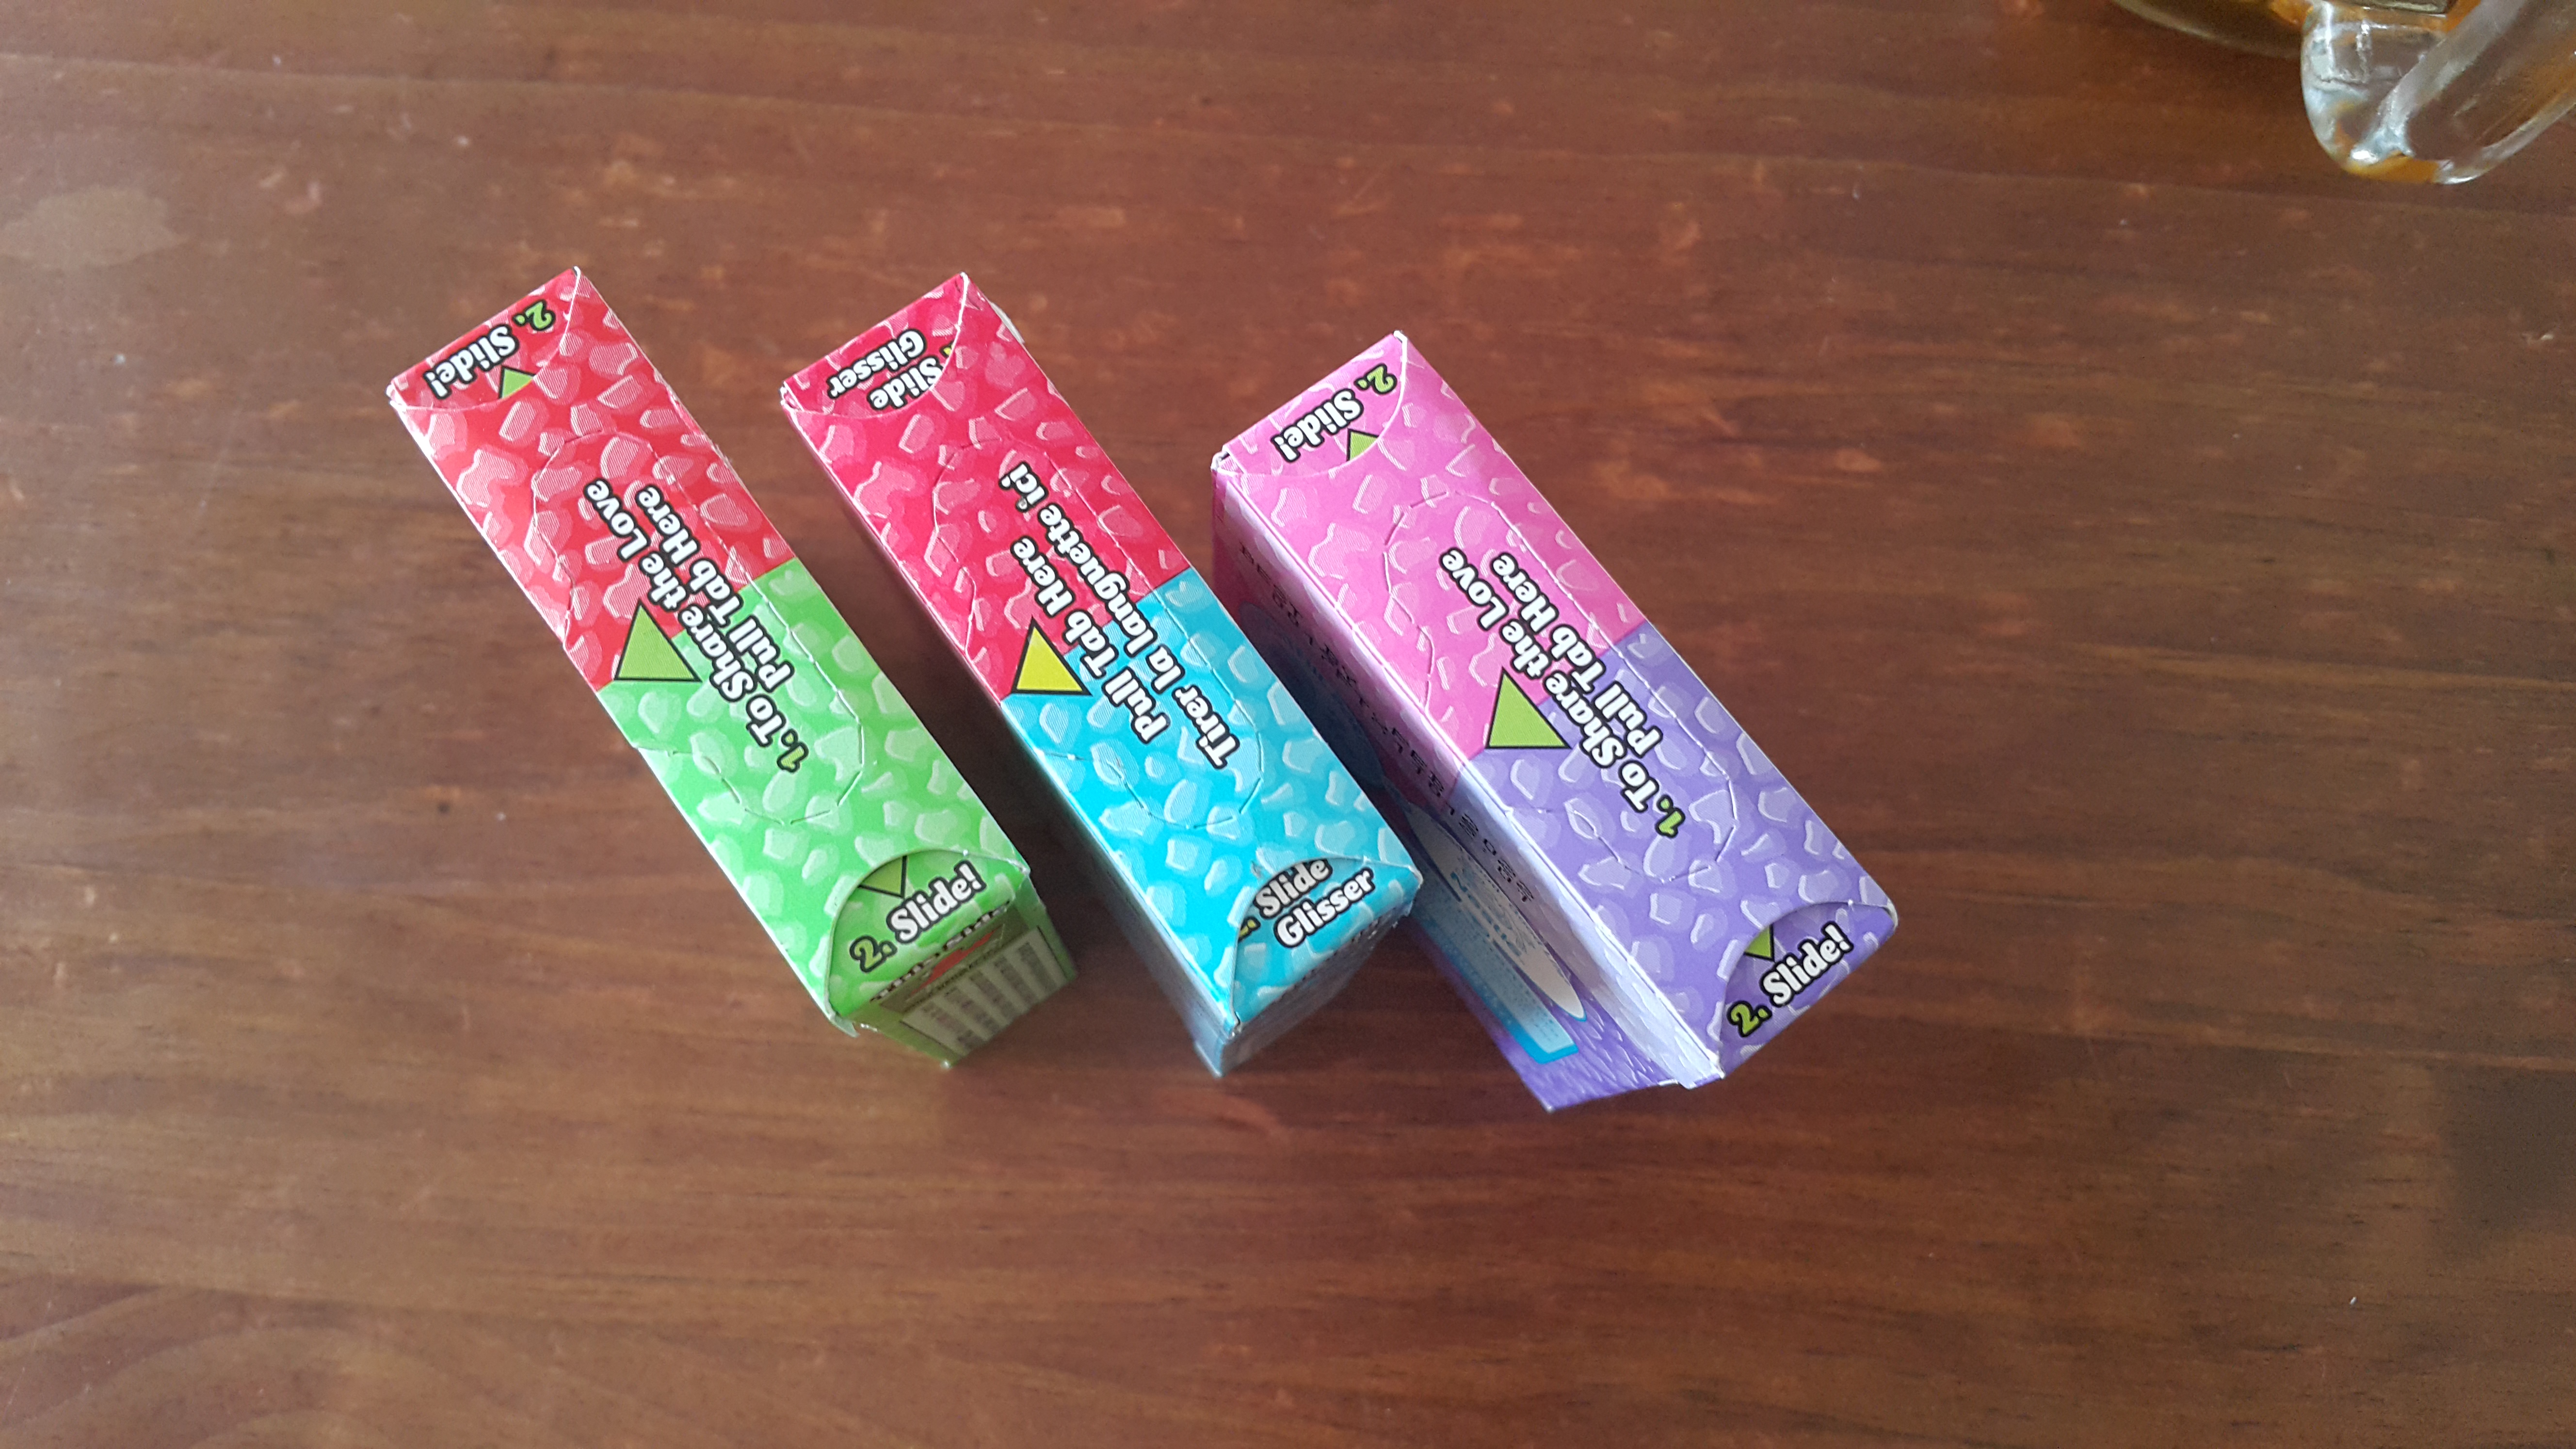 2. Slide!
1. To Share the Love
Pull Tab Here
2. Slide!
Slide
Glisser
Pull Tab Here
Tirer la languette ici
. Slide
Glisser
2. Slide!
1. To Share the Love
Pull Tab Here
2. Slide!